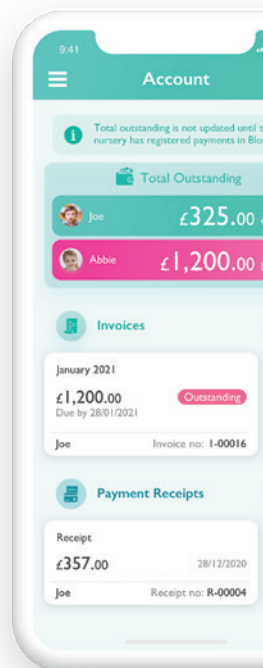 9:41
Account
Total outstanding is not updated until
nursery has registered payments in
Total Outstanding
Joe £325.00
Abbie £1,200.00
Invoices
January 2021
£1,200.00 Outstanding
Due by 28/01/2021
Joe Invoice no: 1-00016
Payment Receipts
Receipt
£357.00 28/12/2020
Joe Receipt no: R-00004